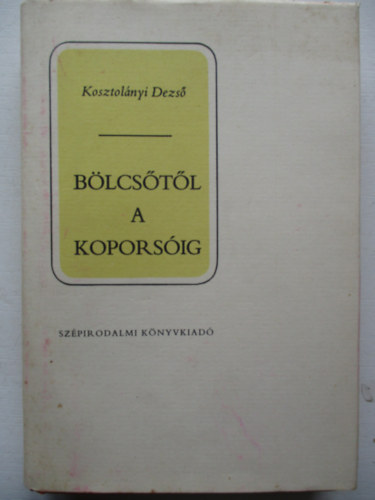 Kosztolányi Dezső
BÖLCSŐTŐL
A
KOPORSÓIG
SZÉPIRODALMI KÖNYVKIADÓ